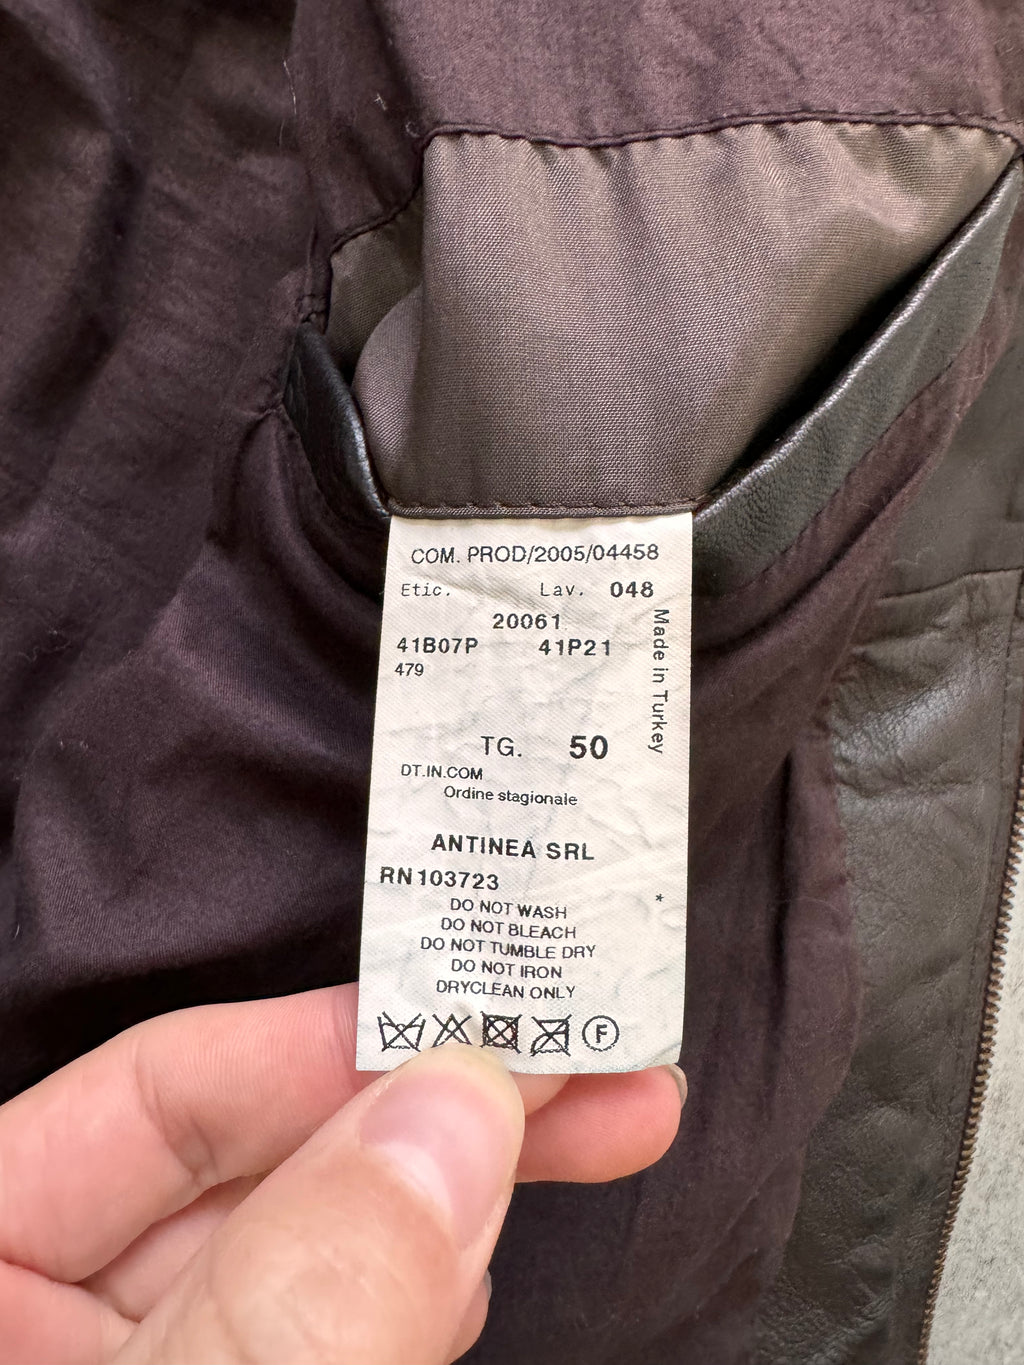 COM. PROD/2005/04458
Etic. Lav. 048
20061
41B07P 41P21
479
Made in Turkey
TG. 50
DT.IN.COM
Ordine stagionale
ANTINEA SRL
RN103723
*
DO NOT WASH
DO NOT BLEACH
DO NOT TUMBLE DRY
DO NOT IRON
DRYCLEAN ONLY
F